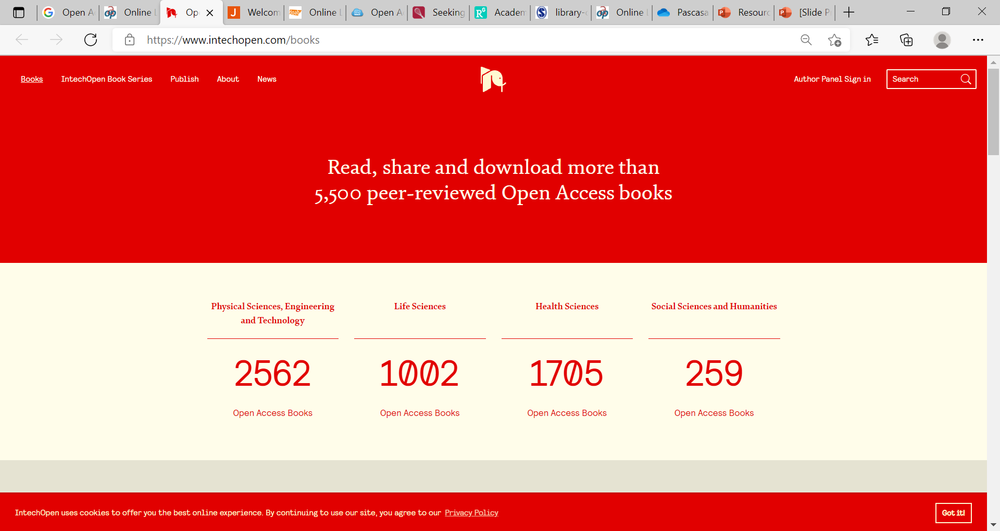 Open A
Online L
Op
Welcom
Online L
Open A
Seeking
Academ
library-
Online L
Pascasa
Resourc
[Slide P
https://www.intechopen.com/books
Books
IntechOpen Book Series
Publish
About
News
Author Panel Sign in
Search
Read, share and download more than
5,500 peer-reviewed Open Access books
Physical Sciences, Engineering
and Technology
2562
Open Access Books
Life Sciences
1002
Open Access Books
Health Sciences
1705
Open Access Books
Social Sciences and Humanities
259
Open Access Books
IntechOpen uses cookies to offer you the best online experience. By continuing to use our site, you agree to our Privacy Policy
Got it!